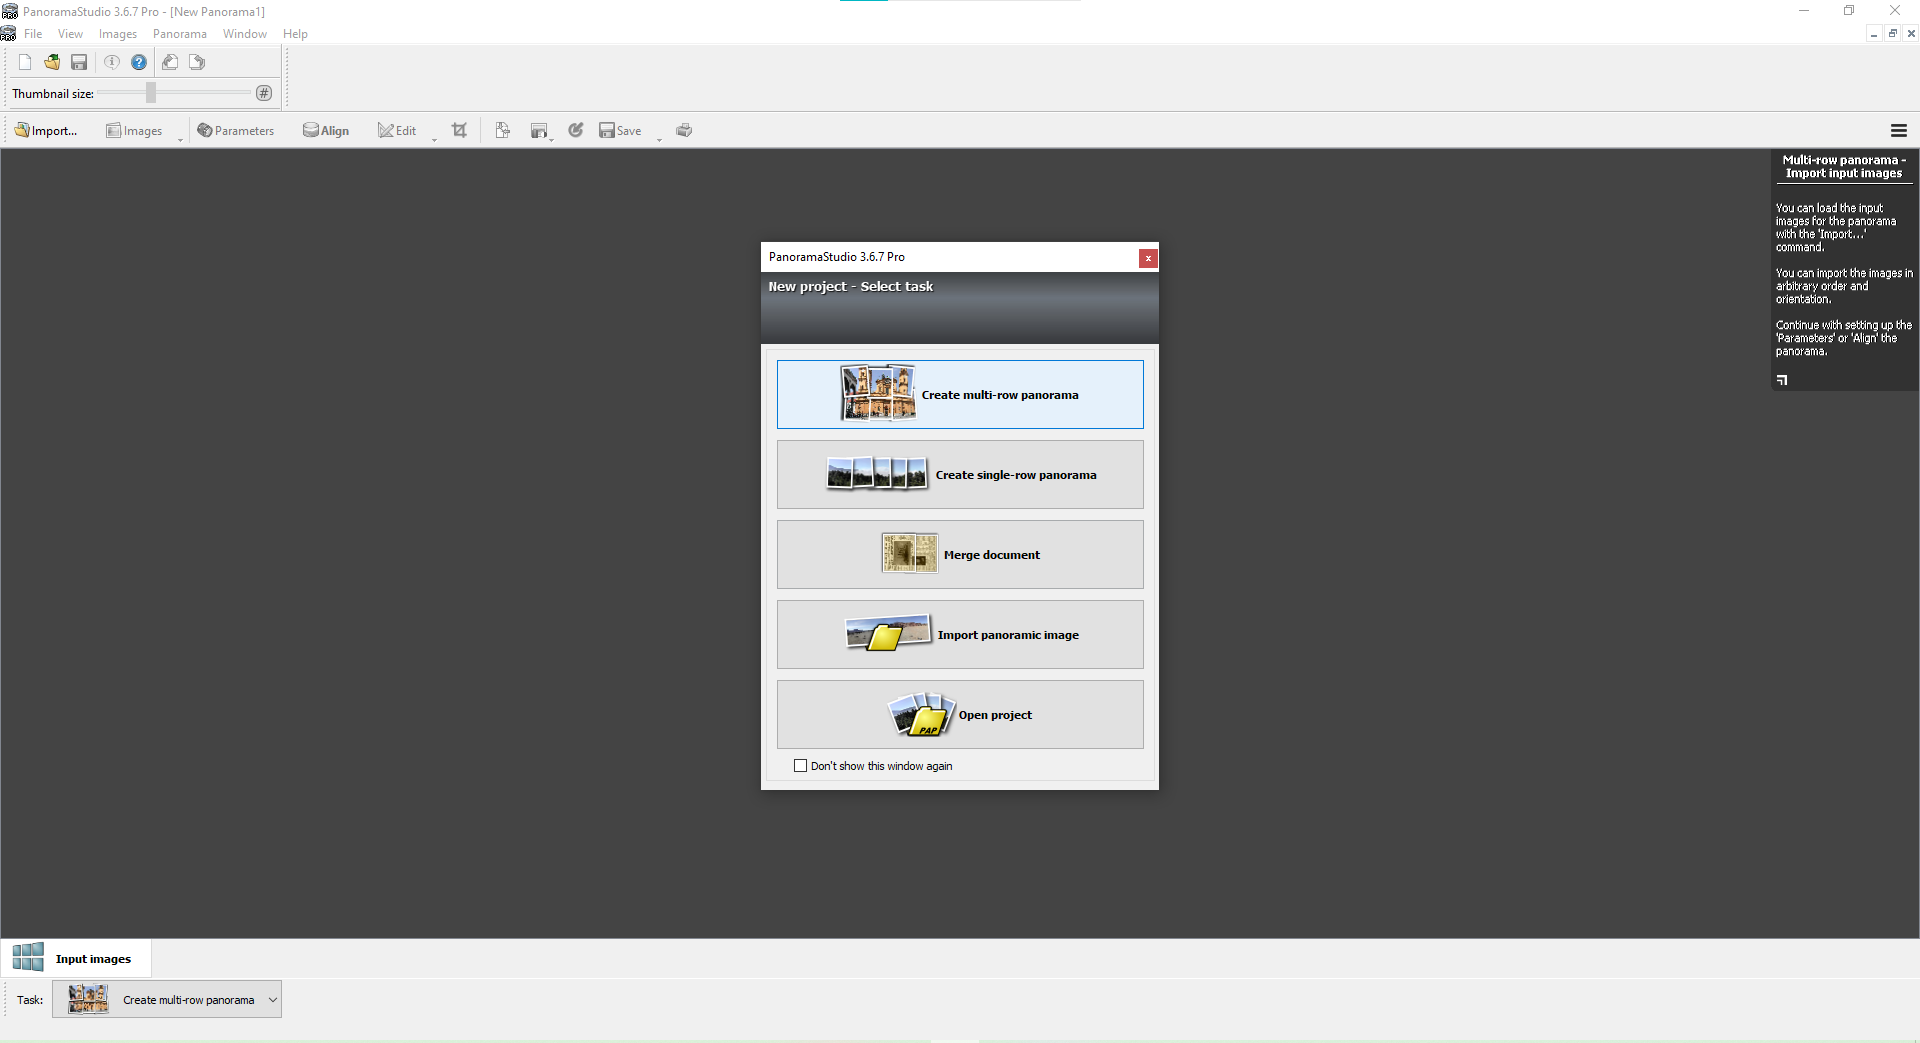 PanoramaStudio 3.6.7 Pro - [New Panorama1]
File View Images Panorama Window Help
Thumbnail size:
#
Import... Images Parameters Align Edit Save
Multi-row panorama -
Import input images
You can load the input
images for the panorama
with the 'Import...'
command.
You can import the images in
arbitrary order and
orientation.
Continue with setting up the
'Parameters' or 'Align' the
panorama.
PanoramaStudio 3.6.7 Pro
New project - Select task
Create multi-row panorama
Create single-row panorama
Merge document
Import panoramic image
PAP
Open project
Don't show this window again
Input images
Task: Create multi-row panorama